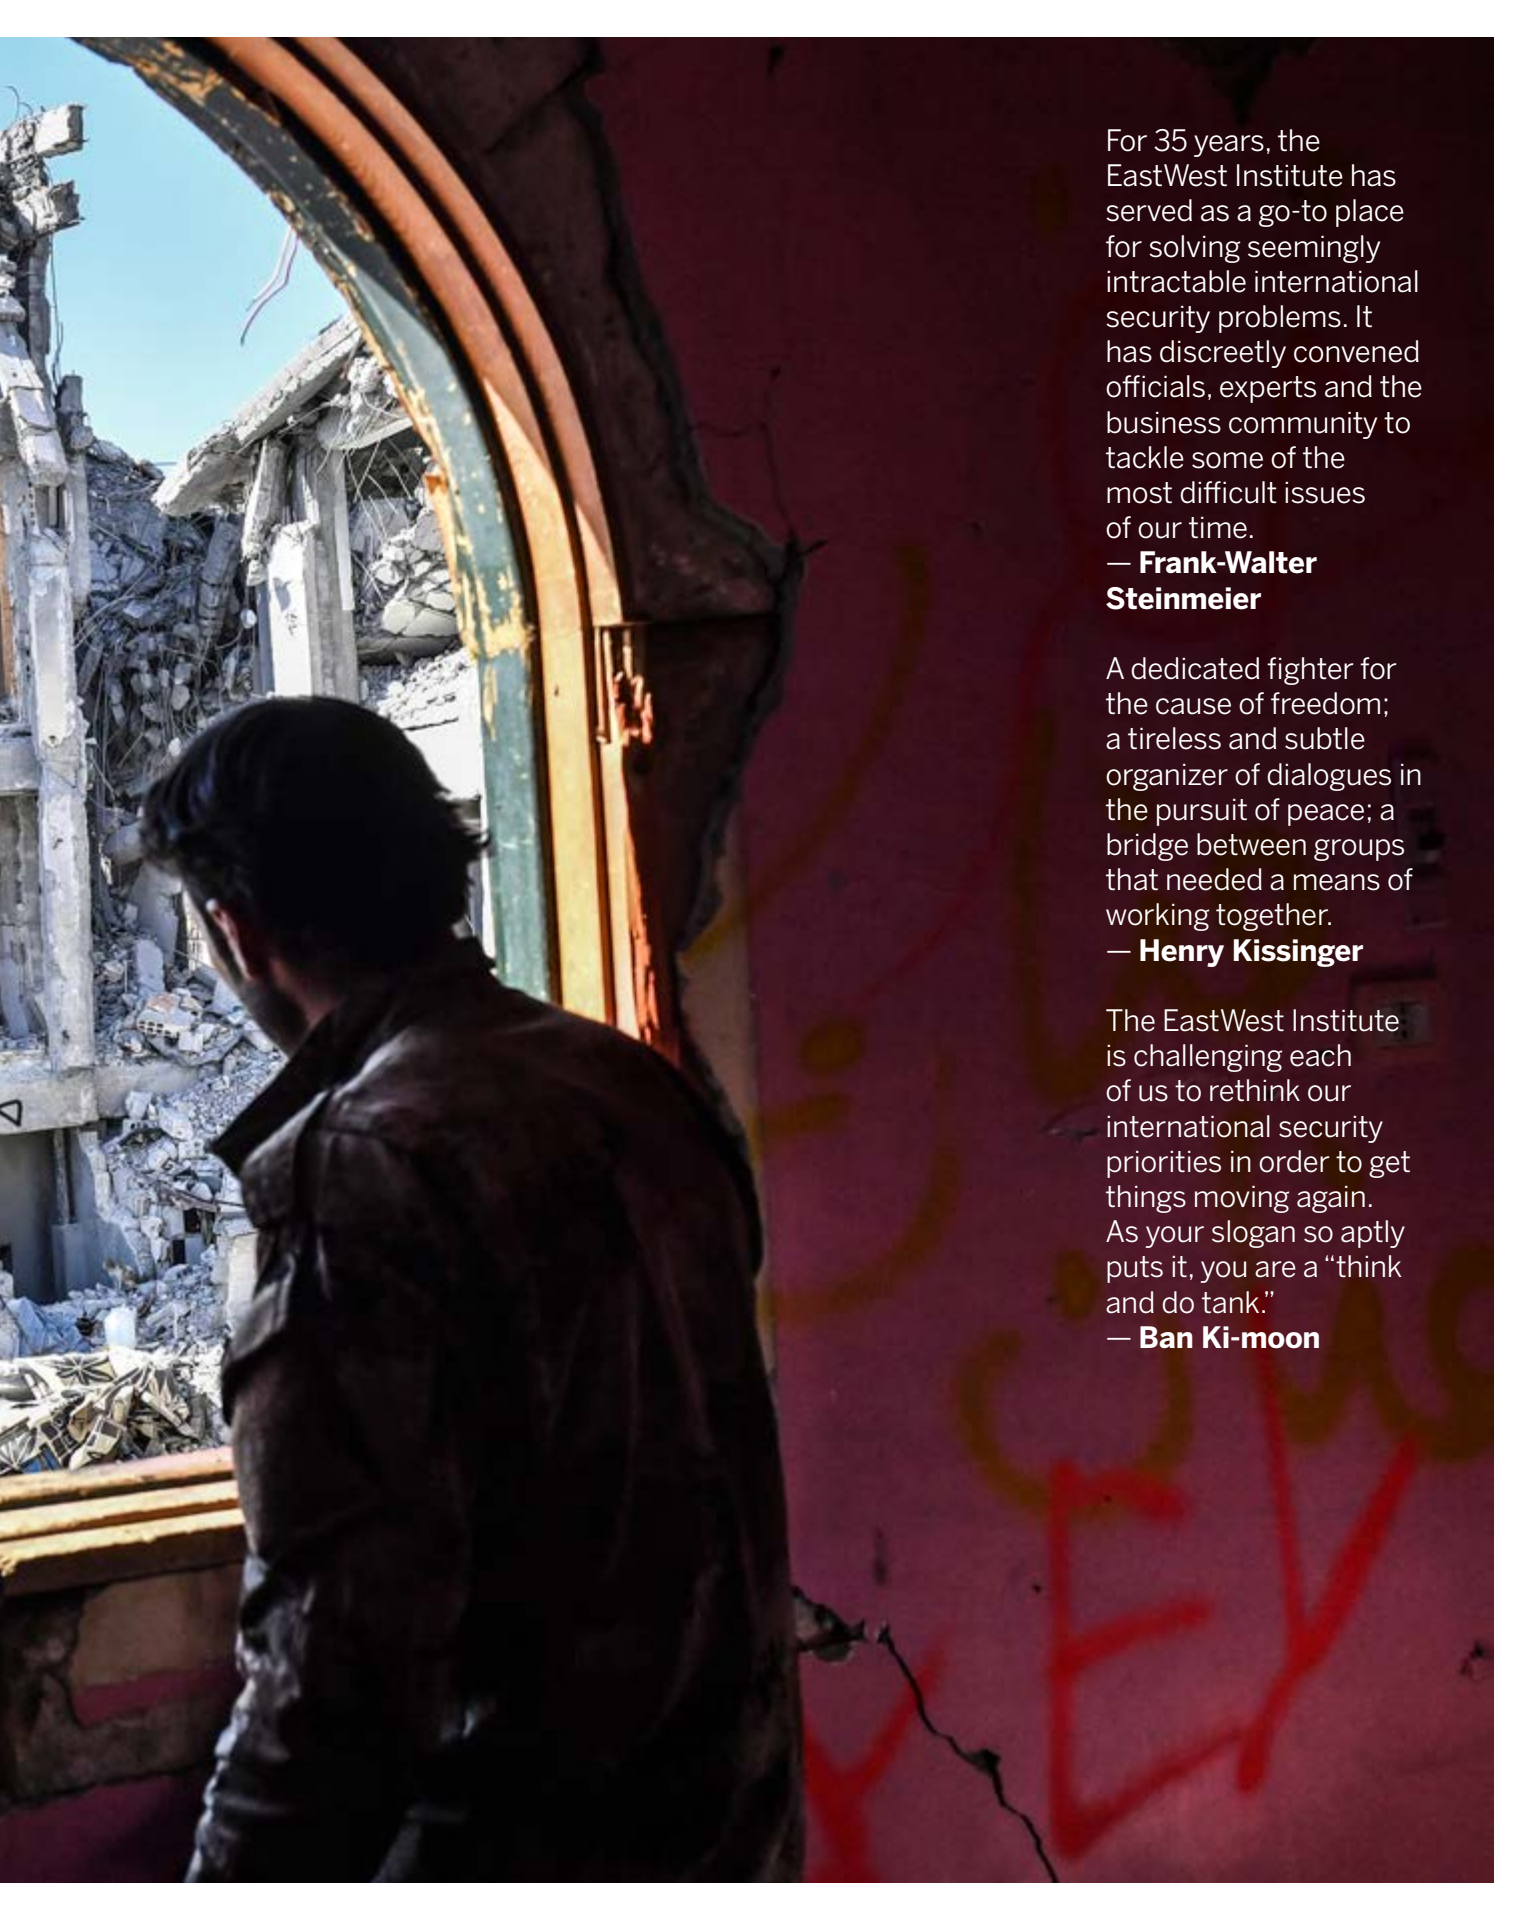 For 35 years, the
EastWest Institute has
served as a go-to place
for solving seemingly
intractable international
security problems. It
has discreetly convened
officials, experts and the
business community to
tackle some of the
most difficult issues
of our time.
— Frank-Walter
Steinmeier
A dedicated fighter for
the cause of freedom;
a tireless and subtle
organizer of dialogues in
the pursuit of peace; a
bridge between groups
that needed a means of
working together.
— Henry Kissinger
The EastWest Institute
is challenging each
of us to rethink our
international security
priorities in order to get
things moving again.
As your slogan so aptly
puts it, you are a “think
and do tank.”
— Ban Ki-moon